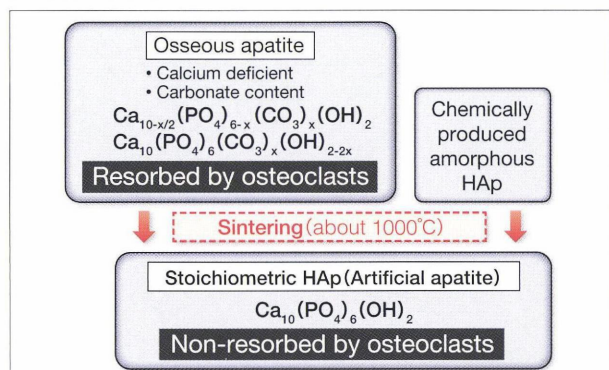 Osseous apatite
• Calcium deficient
• Carbonate content
Ca₁₀₋ₓ/₂(PO₄)₆₋ₓ(CO₃)ₓ(OH)₂
Ca₁₀(PO₄)₆(CO₃)ₓ(OH)₂₋₂ₓ
Resorbed by osteoclasts
Chemically
produced
amorphous
HAp
Sintering(about 1000°C)
Stoichiometric HAp(Artificial apatite)
Ca₁₀(PO₄)₆(OH)₂
Non-resorbed by osteoclasts